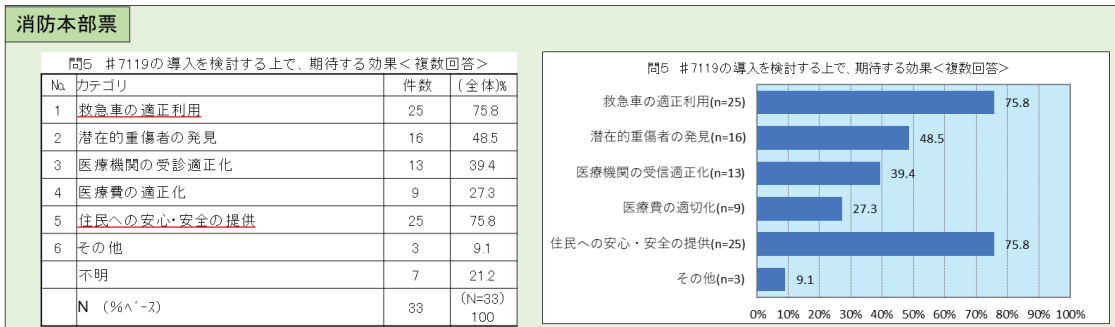 消防本部票
問5 #7119の導入を検討する上で、期待する効果<複数回答>
No. カテゴリ 件数 (全体)%
1 救急車の適正利用 25 75.8
2 潜在的重傷者の発見 16 48.5
3 医療機関の受診適正化 13 39.4
4 医療費の適正化 9 27.3
5 住民への安心・安全の提供 25 75.8
6 その他 3 9.1
不明 7 21.2
N (%ベース) 33 (N=33) 100
問5 #7119の導入を検討する上で、期待する効果<複数回答>
救急車の適正利用(n=25) 75.8
潜在的重傷者の発見(n=16) 48.5
医療機関の受信適正化(n=13) 39.4
医療費の適切化(n=9) 27.3
住民への安心・安全の提供(n=25) 75.8
その他(n=3) 9.1
0% 10% 20% 30% 40% 50% 60% 70% 80% 90% 100%